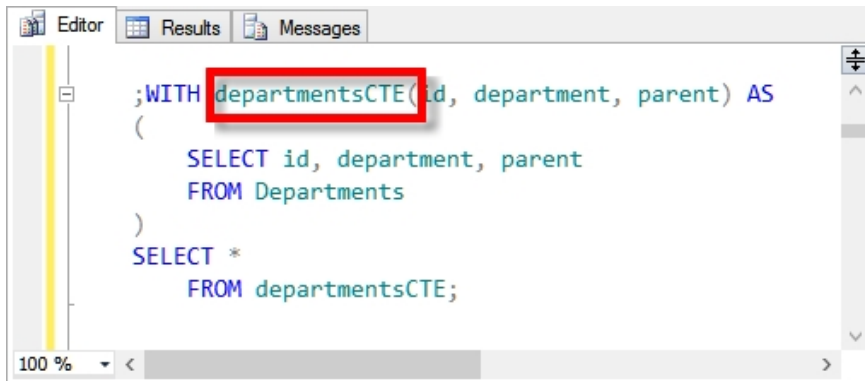 Editor Results Messages
;WITH departmentsCTE(id, department, parent) AS
(
SELECT id, department, parent
FROM Departments
)
SELECT *
FROM departmentsCTE;
100 %